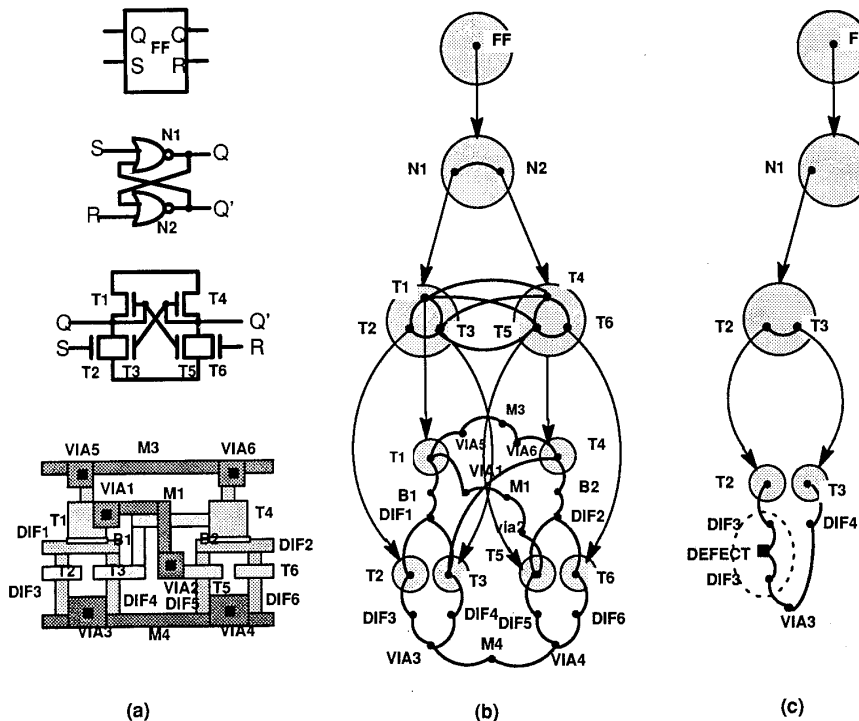 Q FF Q
S R
N1
S Q
Q'
R N2
T1 T4
Q Q'
S R
T2 T3 T5 T6
VIA5 M3 VIA6
VIA1 M1
T1 T4
DIF1 B1 B2 DIF2
T2 T3 T6
VIA2 T5
DIF3 DIF4 DIF5 DIF6
VIA3 M4 VIA4
(a)
FF
N1 N2
T1 T4
T2 T3 T5 T6
M3
VIA5 VIA6
T1 T4
VIA1
B1 M1 B2
DIF1 via2 DIF2
T5
T2 T3 T6
DIF3 DIF4 DIF5 DIF6
VIA3 M4 VIA4
(b)
F
N1
T2 T3
T2 T3
DIF3 DIF4
DEFECT
DIF3
VIA3
(c)